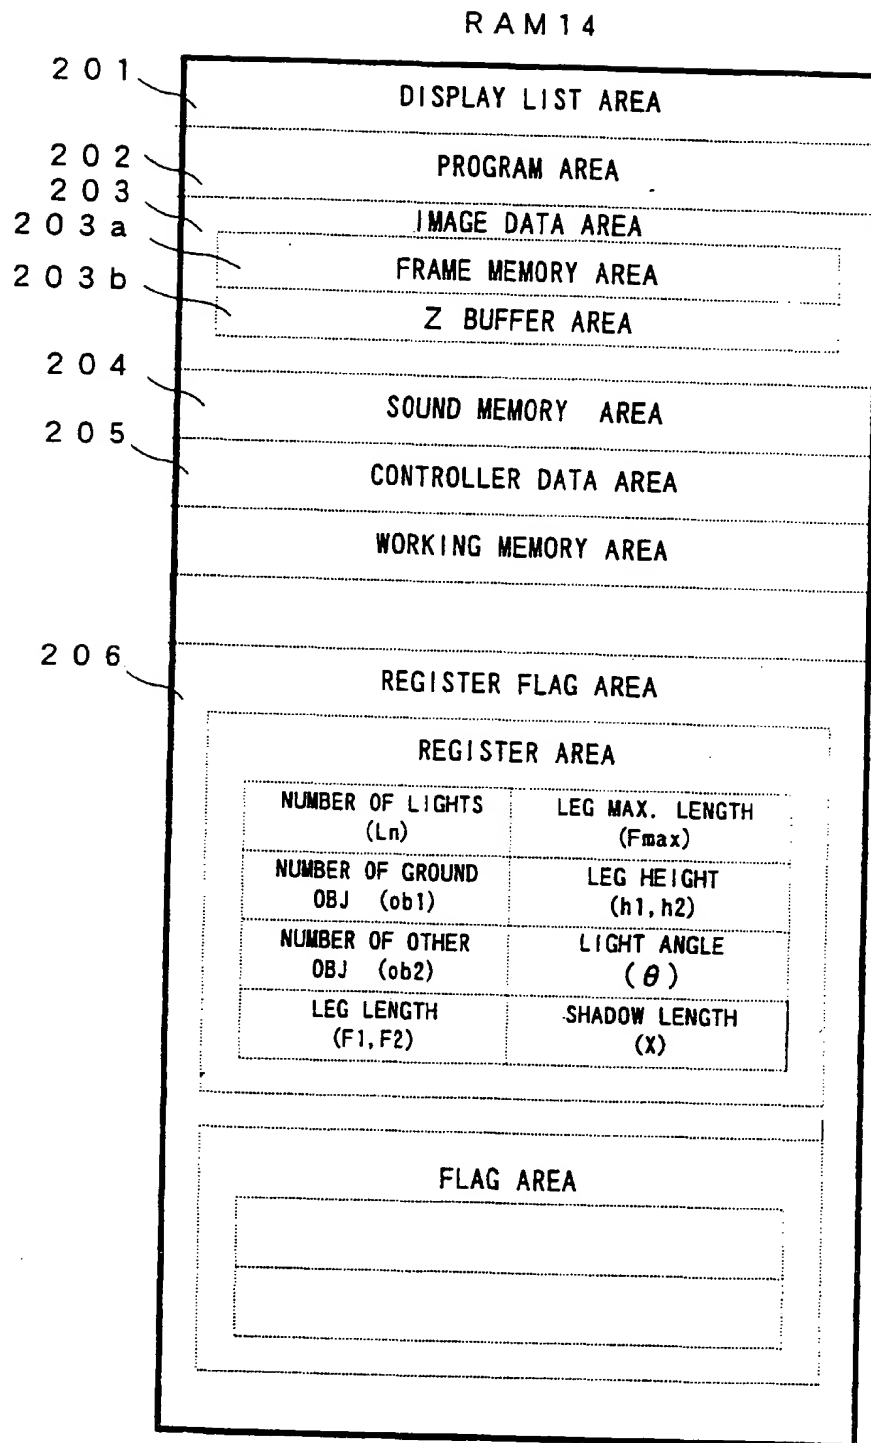 RAM14
201
DISPLAY LIST AREA
202
PROGRAM AREA
203
IMAGE DATA AREA
203a
FRAME MEMORY AREA
203b
Z BUFFER AREA
204
SOUND MEMORY AREA
205
CONTROLLER DATA AREA
WORKING MEMORY AREA
206
REGISTER FLAG AREA
REGISTER AREA
NUMBER OF LIGHTS
(Ln)
LEG MAX. LENGTH
(Fmax)
NUMBER OF GROUND
OBJ (ob1)
LEG HEIGHT
(h1,h2)
NUMBER OF OTHER
OBJ (ob2)
LIGHT ANGLE
(θ)
LEG LENGTH
(F1,F2)
SHADOW LENGTH
(X)
FLAG AREA